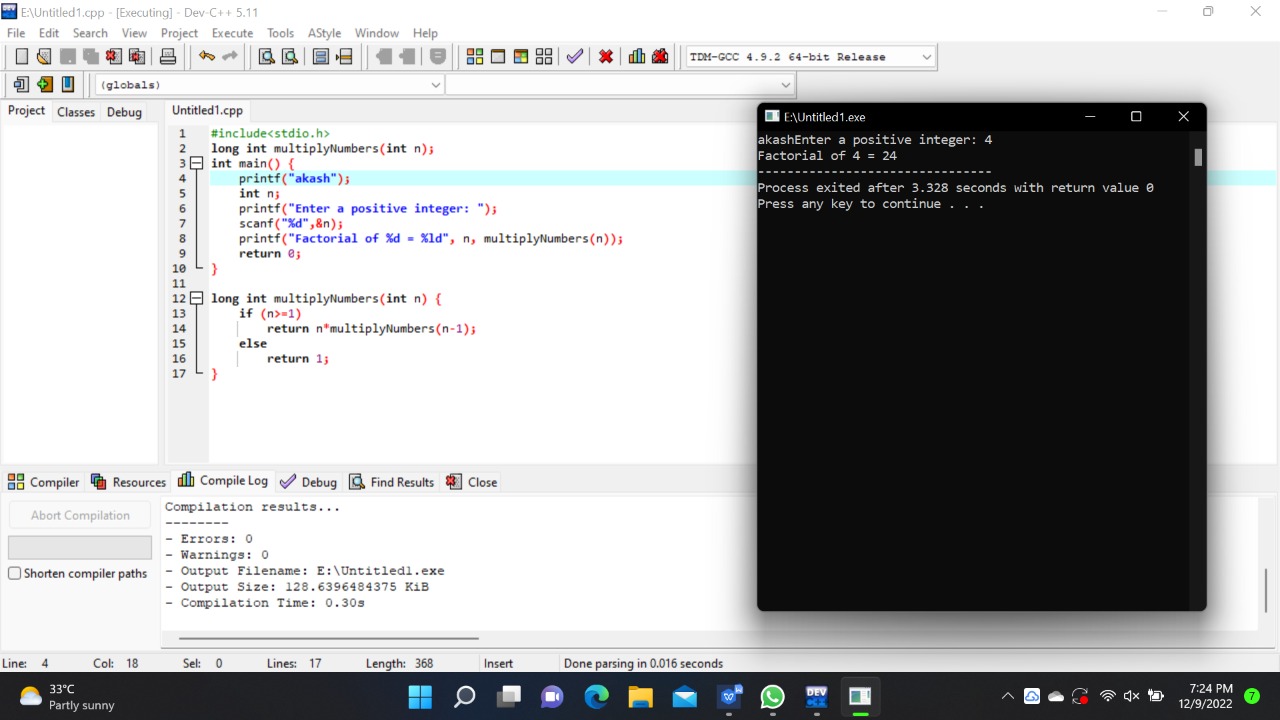 E:\Untitled1.cpp - [Executing] - Dev-C++ 5.11
File Edit Search View Project Execute Tools AStyle Window Help
TDM-GCC 4.9.2 64-bit Release
(globals)
Project Classes Debug
Untitled1.cpp
1 #include<stdio.h>
2 long int multiplyNumbers(int n);
3 int main() {
4 printf("akash");
5 int n;
6 printf("Enter a positive integer: ");
7 scanf("%d",&n);
8 printf("Factorial of %d = %ld", n, multiplyNumbers(n));
9 return 0;
10 }
11
12 long int multiplyNumbers(int n) {
13 if (n>=1)
14 return n*multiplyNumbers(n-1);
15 else
16 return 1;
17 }
E:\Untitled1.exe
akashEnter a positive integer: 4
Factorial of 4 = 24
--------------------------------
Process exited after 3.328 seconds with return value 0
Press any key to continue . . .
Compiler Resources Compile Log Debug Find Results Close
Abort Compilation
Shorten compiler paths
Compilation results...
--------
- Errors: 0
- Warnings: 0
- Output Filename: E:\Untitled1.exe
- Output Size: 128.6396484375 KiB
- Compilation Time: 0.30s
Line: 4 Col: 18 Sel: 0 Lines: 17 Length: 368 Insert Done parsing in 0.016 seconds
33°C
Partly sunny
DEV
7:24 PM
12/9/2022
7